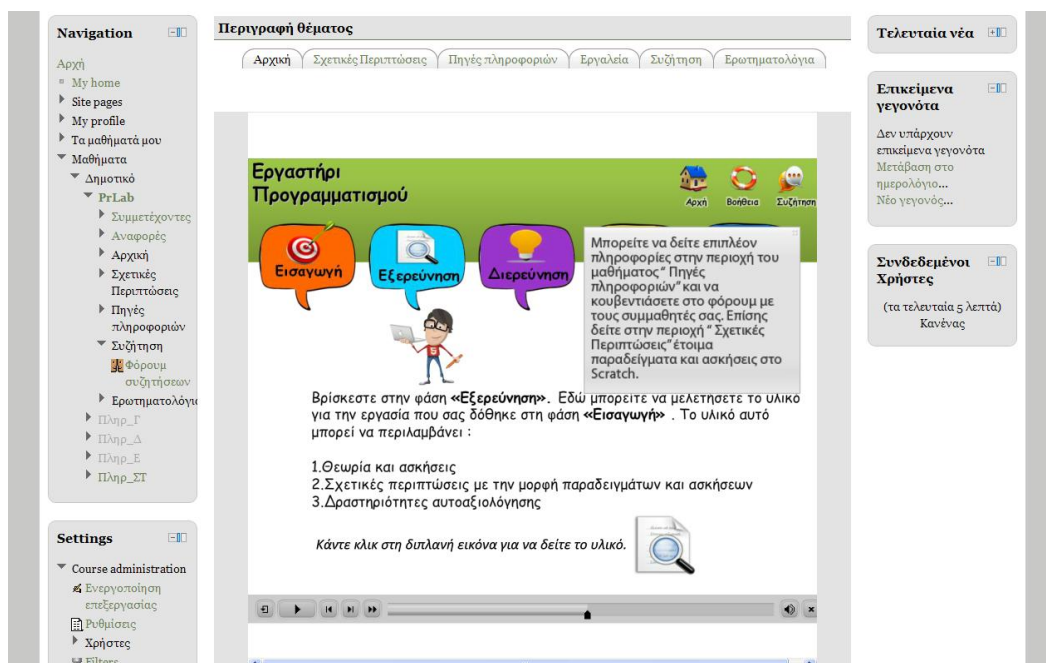 Navigation
Αρχή
My home
Site pages
My profile
Τα μαθήματά μου
Μαθήματα
Δημοτικό
PrLab
Συμμετέχοντες
Αναφορές
Αρχική
Σχετικές
Περιπτώσεις
Πηγές
πληροφοριών
Συζήτηση
Φόρουμ
συζητήσεων
Πληρ_Γ
Πληρ_Δ
Πληρ_Ε
Πληρ_ΣΤ
Settings
Course administration
Ενεργοποίηση
επεξεργασίας
Ρυθμίσεις
Χρήστες
Filters
Περιγραφή θέματος
Αρχική Σχετικές Περιπτώσεις Πηγές πληροφοριών Εργαλεία Συζήτηση Ερωτηματολόγια
Εργαστήρι
Προγραμματισμού
Αρχή Βοήθεια Συζήτηση
Εισαγωγή Εξερεύνηση Διερεύνηση
Μπορείτε να δείτε επιπλέον
πληροφορίες στην περιοχή του
μαθήματος“ Πηγές
πληροφοριών”και να
κουβεντιάσετε στο φόρουμ με
τους συμμαθητές σας. Επίσης
δείτε στην περιοχή “ Σχετικές
Περιπτώσεις”έτοιμα
παραδείγματα και ασκήσεις στο
Scratch.
Βρίσκεστε στην φάση «Εξερεύνηση». Εδώ μπορείτε να μελετήσετε το υλικό
για την εργασία που σας δόθηκε στη φάση «Εισαγωγή» . Το υλικό αυτό
μπορεί να περιλαμβάνει :
1.Θεωρία και ασκήσεις
2.Σχετικές περιπτώσεις με την μορφή παραδειγμάτων και ασκήσεων
3.Δραστηριότητες αυτοαξιολόγησης
Κάντε κλικ στη διπλανή εικόνα για να δείτε το υλικό.
Τελευταία νέα
Επικείμενα
γεγονότα
Δεν υπάρχουν
επικείμενα γεγονότα
Μετάβαση στο
ημερολόγιο...
Νέο γεγονός...
Συνδεδεμένοι
Χρήστες
(τα τελευταία 5 λεπτά)
Κανένας